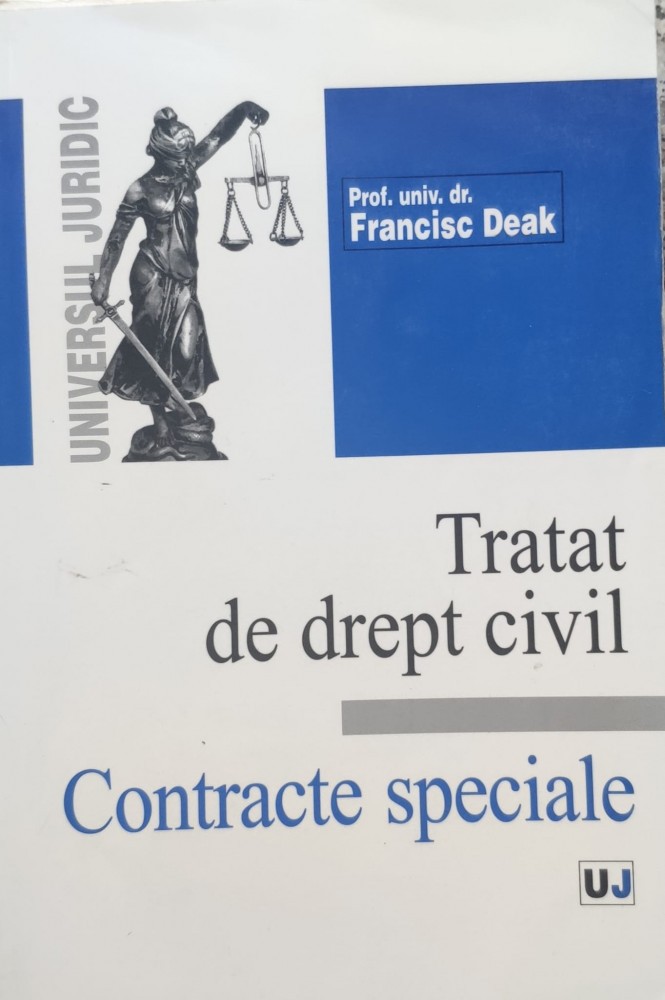 UNIVERSUL JURIDIC
Prof. univ. dr.
Francisc Deak
Tratat
de drept civil
Contracte speciale
UJ